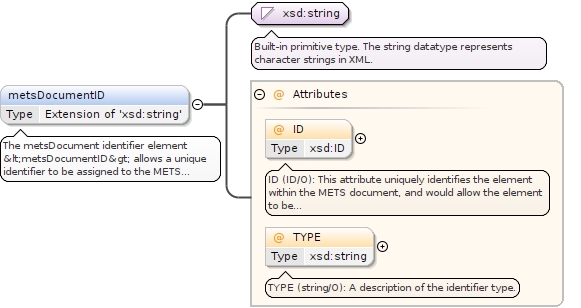 xsd:string
Built-in primitive type. The string datatype represents
character strings in XML.
metsDocumentID
Type Extension of 'xsd:string'
The metsDocument identifier element
&lt;metsDocumentID&gt; allows a unique
identifier to be assigned to the METS...
@ Attributes
@ ID
Type xsd:ID
ID (ID/O): This attribute uniquely identifies the element
within the METS document, and would allow the element
to be...
@ TYPE
Type xsd:string
TYPE (string/O): A description of the identifier type.